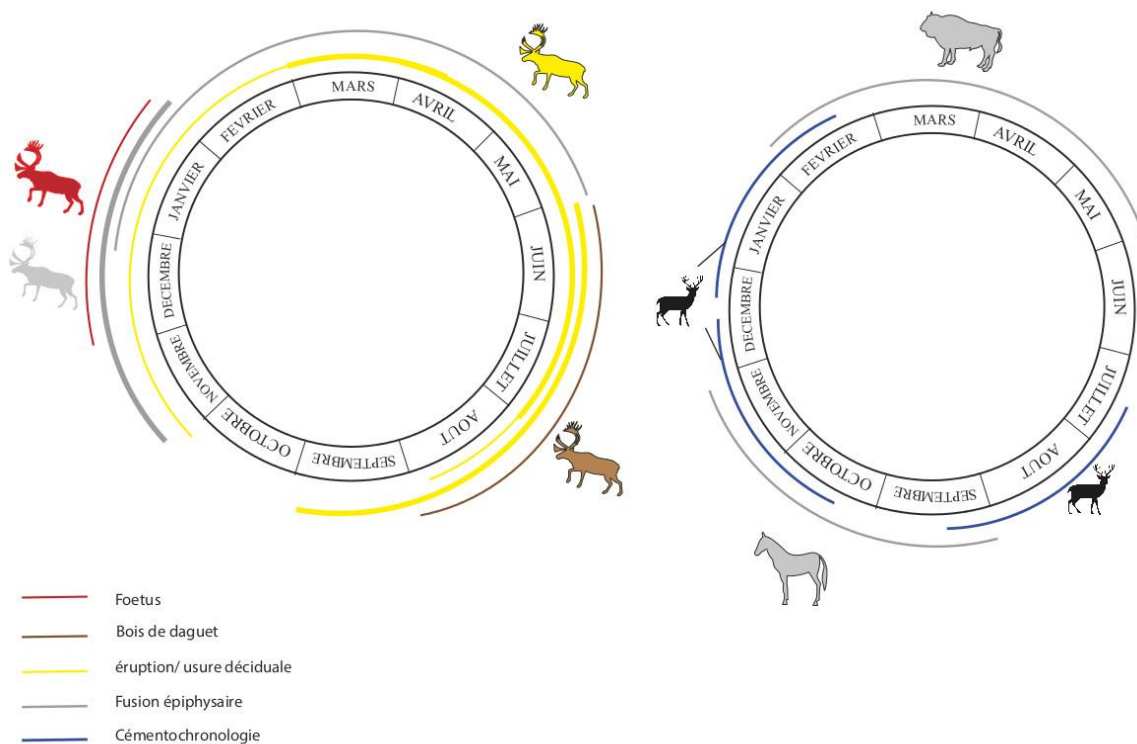 MARS
AVRIL
MAI
JUIN
JUILLET
AOUT
SEPTEMBRE
OCTOBRE
NOVEMBRE
DECEMBRE
JANVIER
FEVRIER
MARS
AVRIL
MAI
JUIN
JUILLET
AOUT
SEPTEMBRE
OCTOBRE
NOVEMBRE
DECEMBRE
JANVIER
FEVRIER
Foetus
Bois de daguet
éruption/ usure déciduale
Fusion épiphysaire
Cémentochronologie